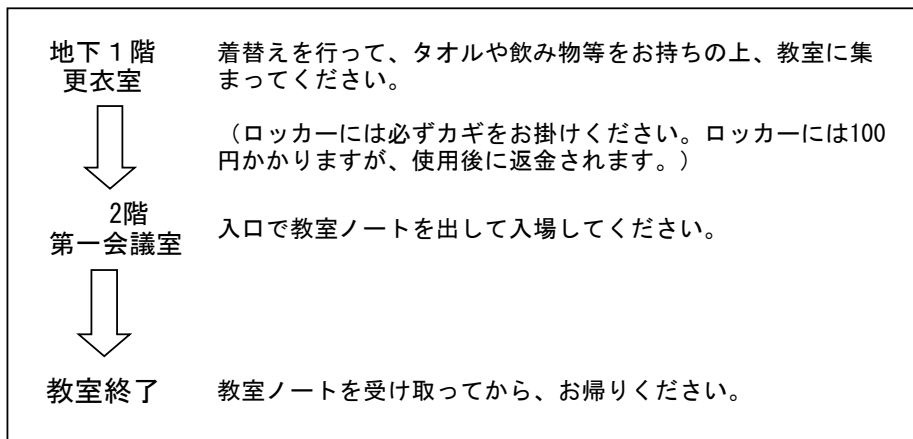 地下１階
更衣室
着替えを行って、タオルや飲み物等をお持ちの上、教室に集
まってください。
（ロッカーには必ずカギをお掛けください。ロッカーには100
円かかりますが、使用後に返金されます。）
2階
第一会議室
入口で教室ノートを出して入場してください。
教室終了
教室ノートを受け取ってから、お帰りください。